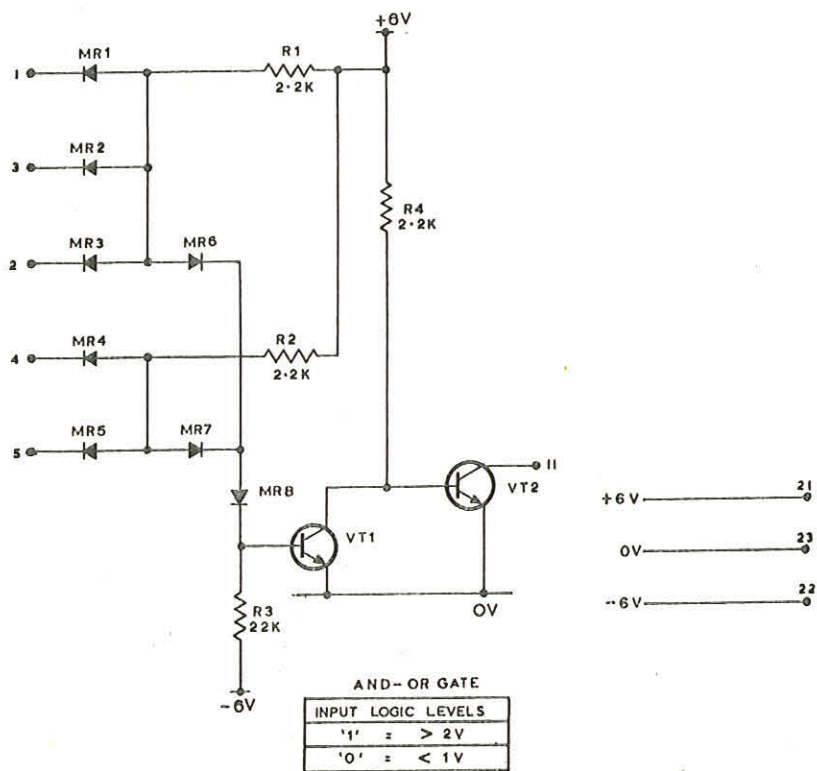 +6V
MR1
R1
1
2·2K
MR2
3
R4
2·2K
MR3
MR6
2
MR4
R2
4
2·2K
MR5
MR7
5
11
MR8
VT2
21
+6V
VT1
23
0V
22
-6V
R3
22K
0V
-6V
AND-OR GATE
INPUT LOGIC LEVELS
'1' = > 2V
'0' = < 1V